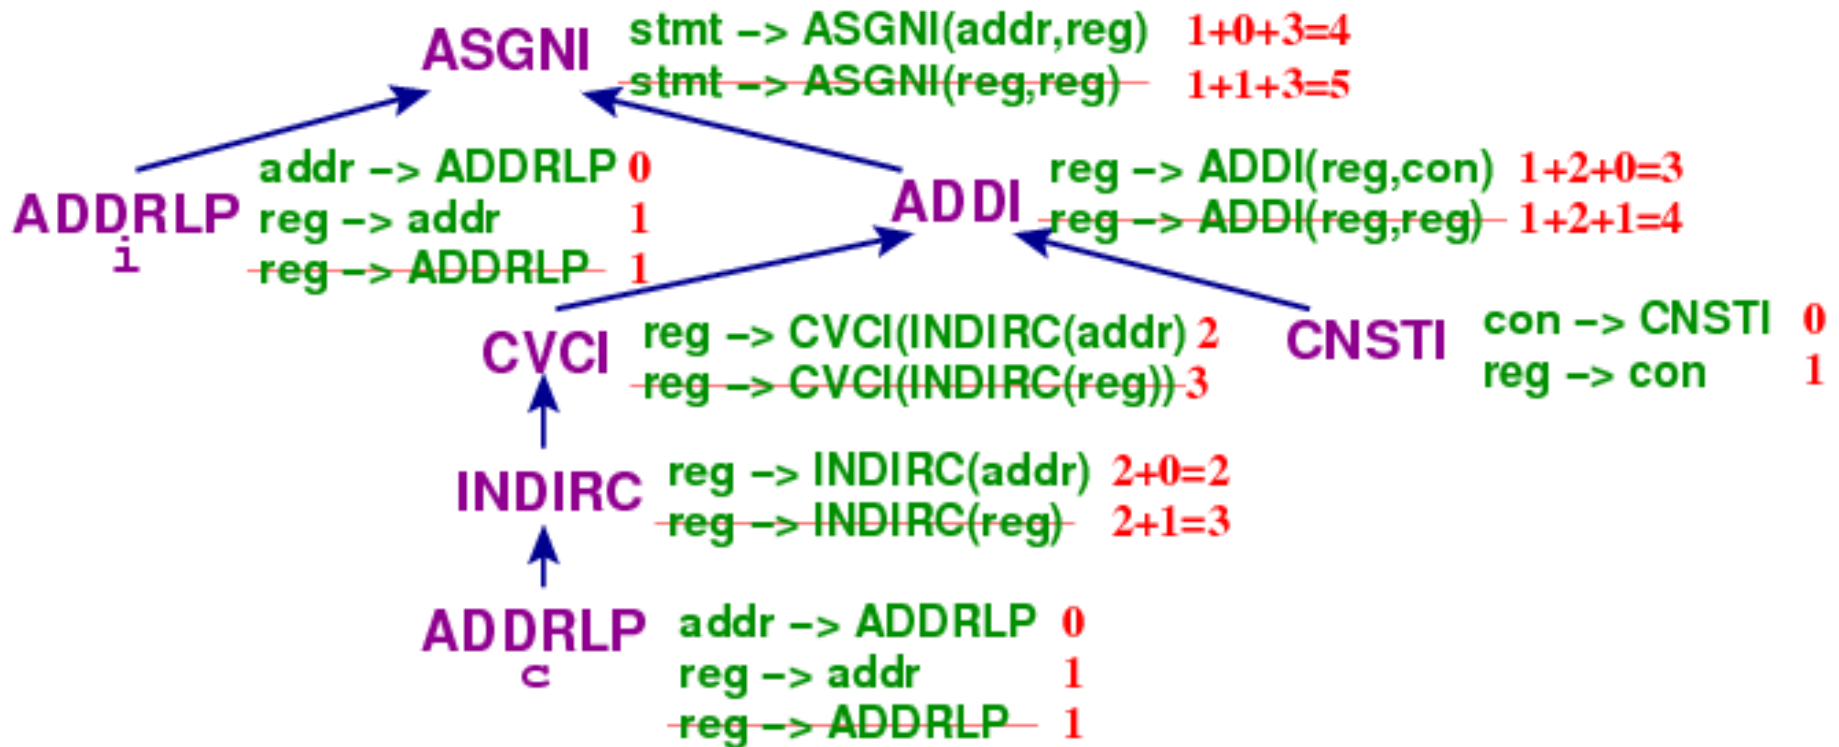 ASGNI stmt –> ASGNI(addr,reg) 1+0+3=4
stmt –> ASGNI(reg,reg) 1+1+3=5
ADDRLP addr –> ADDRLP 0
i reg –> addr 1
reg –> ADDRLP 1
ADDI reg –> ADDI(reg,con) 1+2+0=3
reg –> ADDI(reg,reg) 1+2+1=4
CVCI reg –> CVCI(INDIRC(addr) 2
reg –> CVCI(INDIRC(reg)) 3
CNSTI con –> CNSTI 0
reg –> con 1
INDIRC reg –> INDIRC(addr) 2+0=2
reg –> INDIRC(reg) 2+1=3
ADDRLP addr –> ADDRLP 0
c reg –> addr 1
reg –> ADDRLP 1